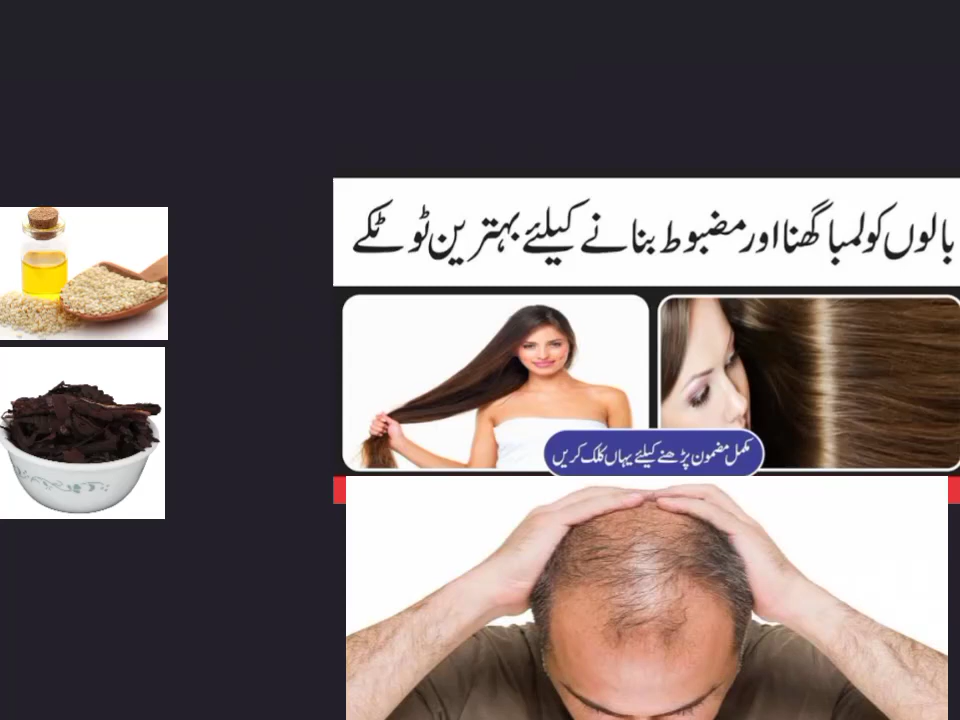 بالوں کو لمبا گھنا اور مضبوط بنانے کیلئے بہترین ٹوٹکے
مکمل مضمون پڑھنے کیلئے یہاں کلک کریں